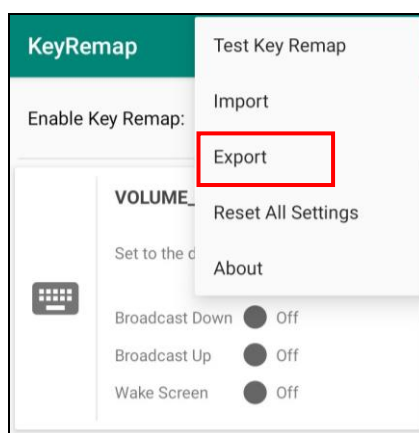 KeyRemap
Test Key Remap
Import
Enable Key Remap:
Export
VOLUME_
Reset All Settings
Set to the
About
Broadcast Down Off
Broadcast Up Off
Wake Screen Off